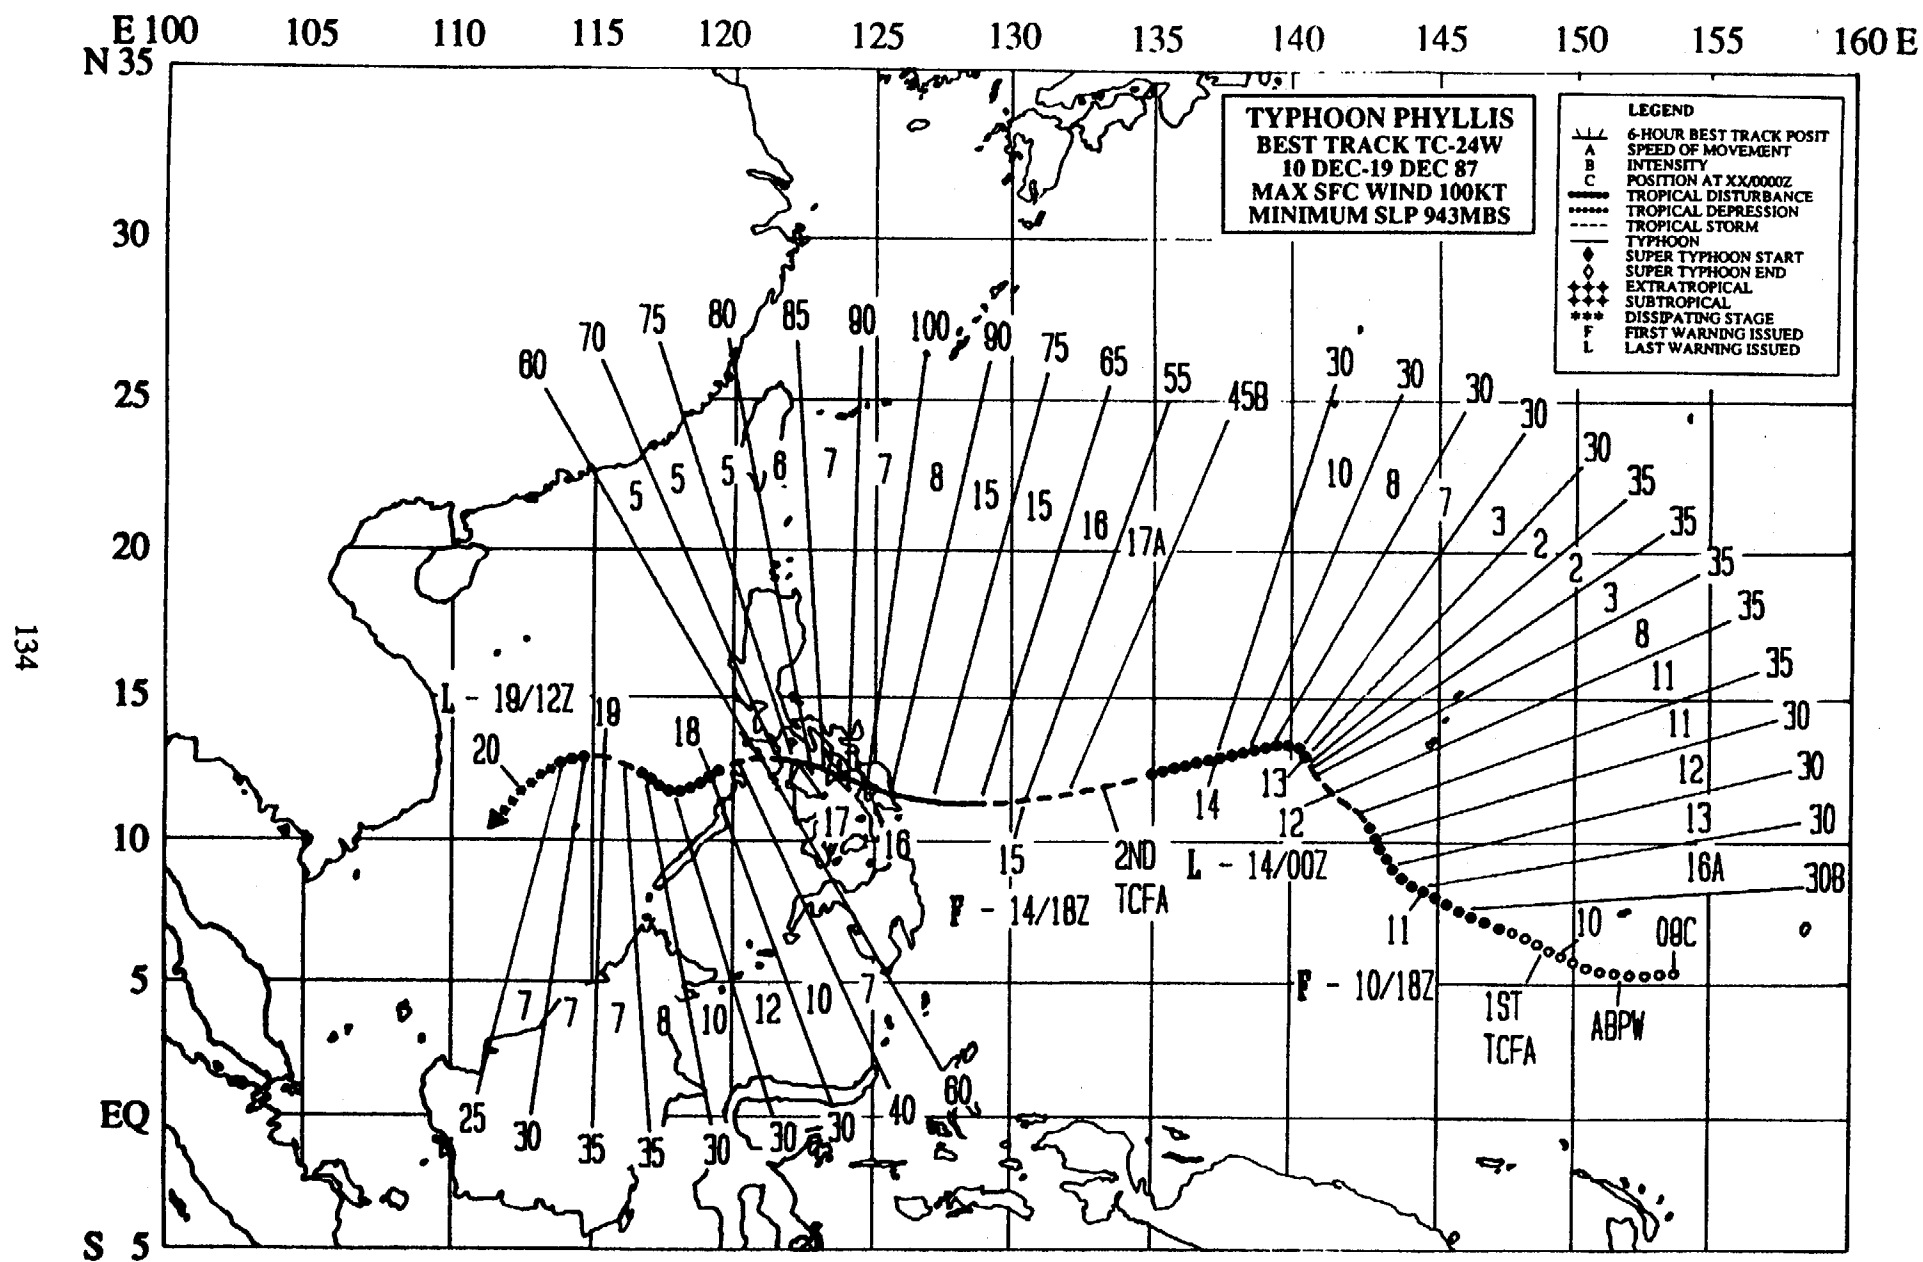 E 100 105 110 115 120 125 130 135 140 145 150 155 160 E
N 35
TYPHOON PHYLLIS
BEST TRACK TC-24W
10 DEC-19 DEC 87
MAX SFC WIND 100KT
MINIMUM SLP 943MBS
LEGEND
6-HOUR BEST TRACK POSIT
A SPEED OF MOVEMENT
B INTENSITY
C POSITION AT XX/0000Z
TROPICAL DISTURBANCE
TROPICAL DEPRESSION
TROPICAL STORM
TYPHOON
SUPER TYPHOON START
SUPER TYPHOON END
EXTRATROPICAL
SUBTROPICAL
*** DISSIPATING STAGE
F FIRST WARNING ISSUED
L LAST WARNING ISSUED
30
60 70 75 80 85 90 100 90 75 65 55 45B 30 30 30 30 30 35 35 35 35 35 30 30 30 30B
25
5 5 5 6 7 7 8 15 15 16 17A 10 8 7 3 2 2 3 8 11 11 12 13 16A
20
134
15
L - 19/12Z
20 19 18 17 16 15 14 13 12 11 10 09C
10
2ND
TCFA
L - 14/00Z
F - 14/18Z
F - 10/18Z
1ST
TCFA
ABPW
5
7 7 7 8 10 12 10 7
EQ
25 30 35 35 30 30 30 40 60
S 5